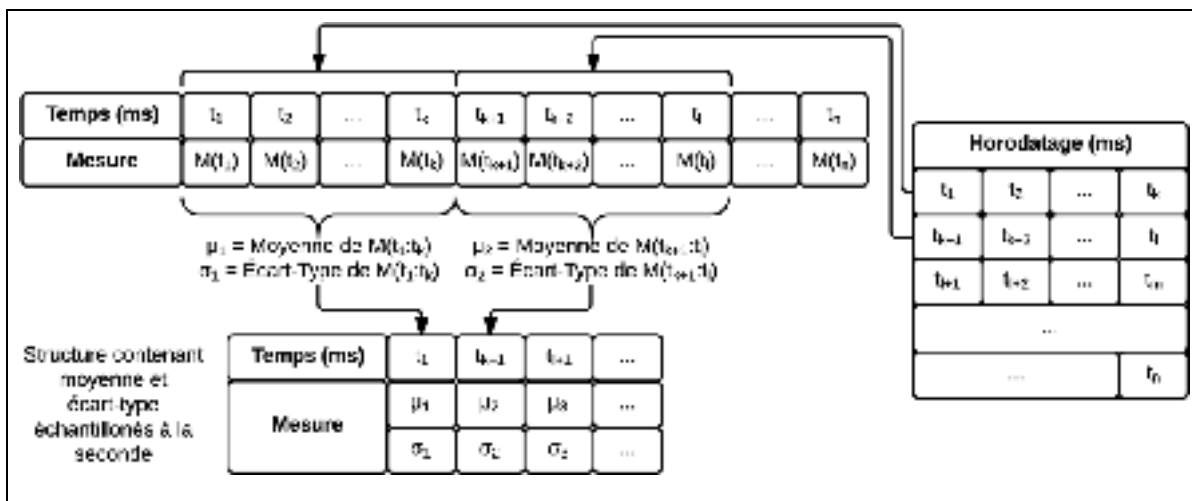 Temps (ms) t₁ t₂ ... tₖ tₖ₊₁ tₖ₊₂ ... tₗ ... tₙ
Mesure M(t₁) M(t₂) ... M(tₖ) M(tₖ₊₁) M(tₖ₊₂) ... M(tₗ) ... M(tₙ)
μ₁ = Moyenne de M(t₁:tₖ)
σ₁ = Écart-Type de M(t₁:tₖ)
μ₂ = Moyenne de M(tₖ₊₁:tₗ)
σ₂ = Écart-Type de M(tₖ₊₁:tₗ)
Horodatage (ms)
t₁ t₂ ... tₖ
tₖ₊₁ tₖ₊₂ ... tₗ
tₗ₊₁ tₗ₊₂ ... tₘ
...
... tₙ
Structure contenant
moyenne et
écart-type
échantillonés à la
seconde
Temps (ms) t₁ tₖ₊₁ tₗ₊₁ ...
Mesure
μ₁ μ₂ μ₃ ...
σ₁ ...